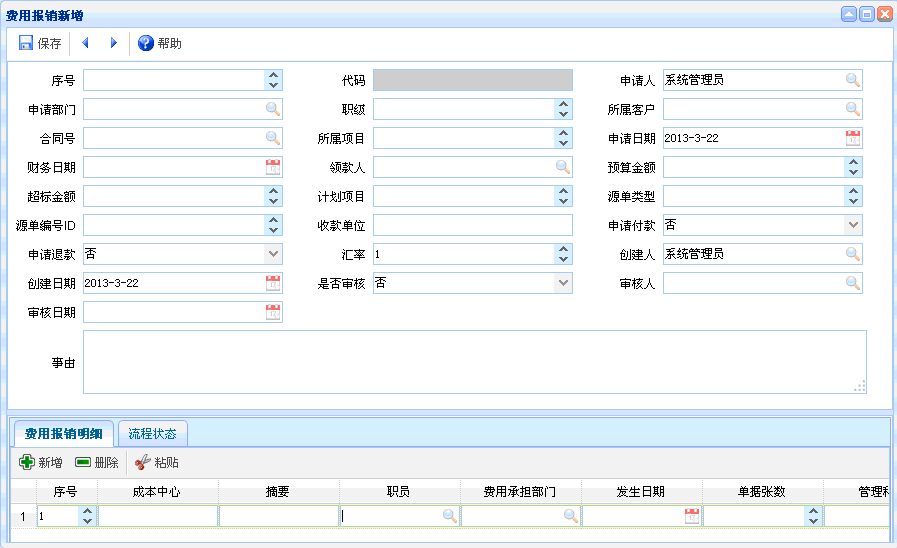 费用报销新增
保存 帮助
序号 代码 申请人 系统管理员
申请部门 职级 所属客户
合同号 所属项目 申请日期 2013-3-22
财务日期 领款人 预算金额
超标金额 计划项目 源单类型
源单编号ID 收款单位 申请付款 否
申请退款 否 汇率 1 创建人 系统管理员
创建日期 2013-3-22 是否审核 否 审核人
审核日期
事由
费用报销明细 流程状态
新增 删除 粘贴
序号 成本中心 摘要 职员 费用承担部门 发生日期 单据张数 管理
1 1